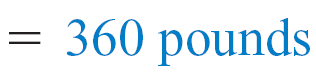 = 360 pounds